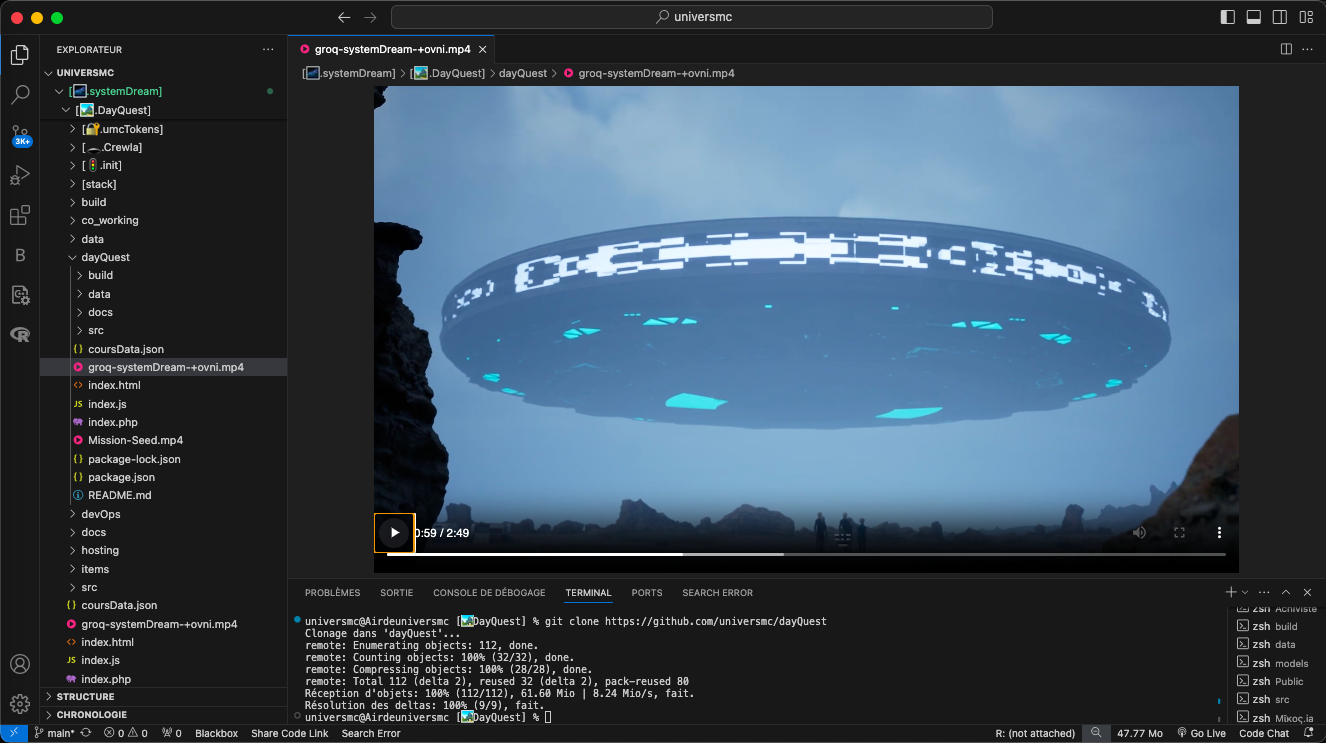 universmc
EXPLORATEUR
groq-systemDream-+ovni.mp4
UNIVERSMC
[.systemDream] > [.DayQuest] > dayQuest > groq-systemDream-+ovni.mp4
[.systemDream]
[.DayQuest]
[.umcTokens]
[.Crewla]
[.init]
[stack]
build
co_working
data
dayQuest
build
data
docs
src
coursData.json
groq-systemDream-+ovni.mp4
index.html
index.js
index.php
Mission-Seed.mp4
package-lock.json
package.json
README.md
devOps
docs
hosting
items
src
coursData.json
groq-systemDream-+ovni.mp4
index.html
index.js
index.php
STRUCTURE
CHRONOLOGIE
3K+
0:59 / 2:49
PROBLÈMES SORTIE CONSOLE DE DÉBOGAGE TERMINAL PORTS SEARCH ERROR
universmc@Airdeuniversmc [DayQuest] % git clone https://github.com/universmc/dayQuest
Clonage dans 'dayQuest'...
remote: Enumerating objects: 112, done.
remote: Counting objects: 100% (32/32), done.
remote: Compressing objects: 100% (28/28), done.
remote: Total 112 (delta 2), reused 32 (delta 2), pack-reused 80
Réception d'objets: 100% (112/112), 61.60 Mio | 8.24 Mio/s, fait.
Résolution des deltas: 100% (9/9), fait.
universmc@Airdeuniversmc [DayQuest] %
zsh Achiviste
zsh build
zsh data
zsh models
zsh Public
zsh src
zsh Mïkoç.ia
main* 0 0 0 Blackbox Share Code Link Search Error R: (not attached) 47.77 Mo Go Live Code Chat